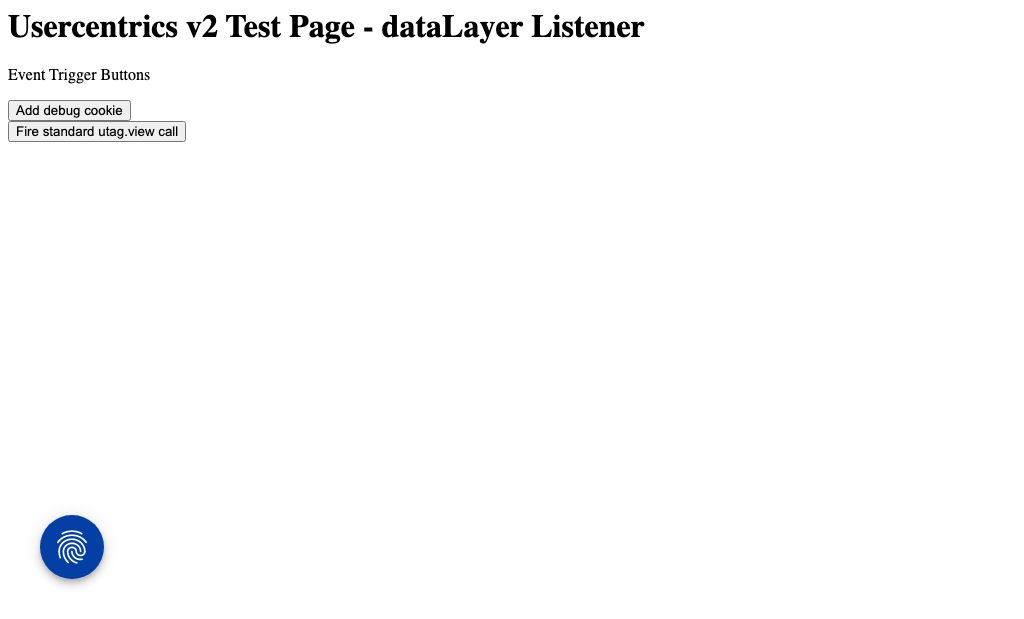 Usercentrics v2 Test Page - dataLayer Listener
Event Trigger Buttons
Add debug cookie
Fire standard utag.view call